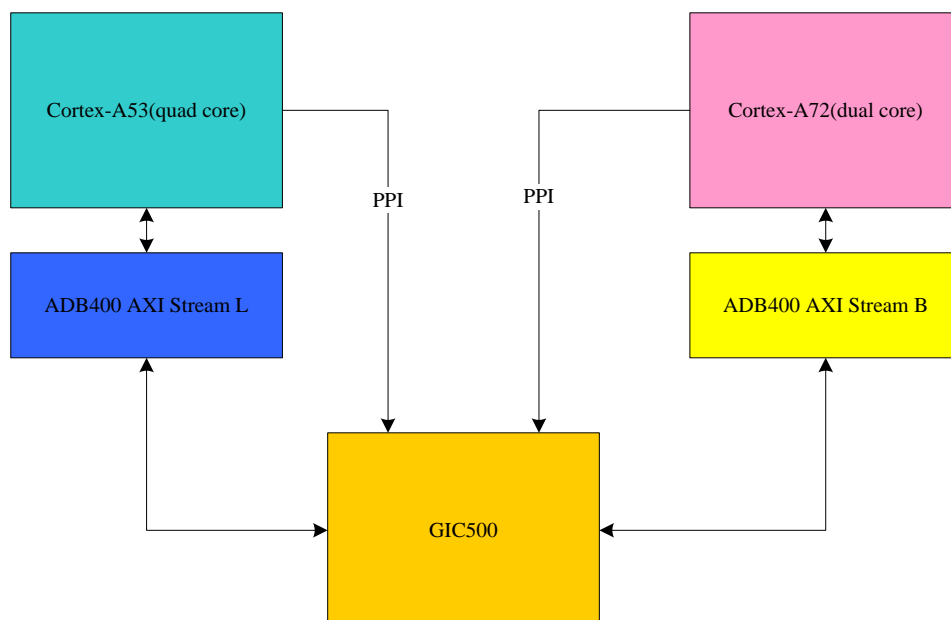 Cortex-A53(quad core)
Cortex-A72(dual core)
PPI
PPI
ADB400 AXI Stream L
ADB400 AXI Stream B
GIC500